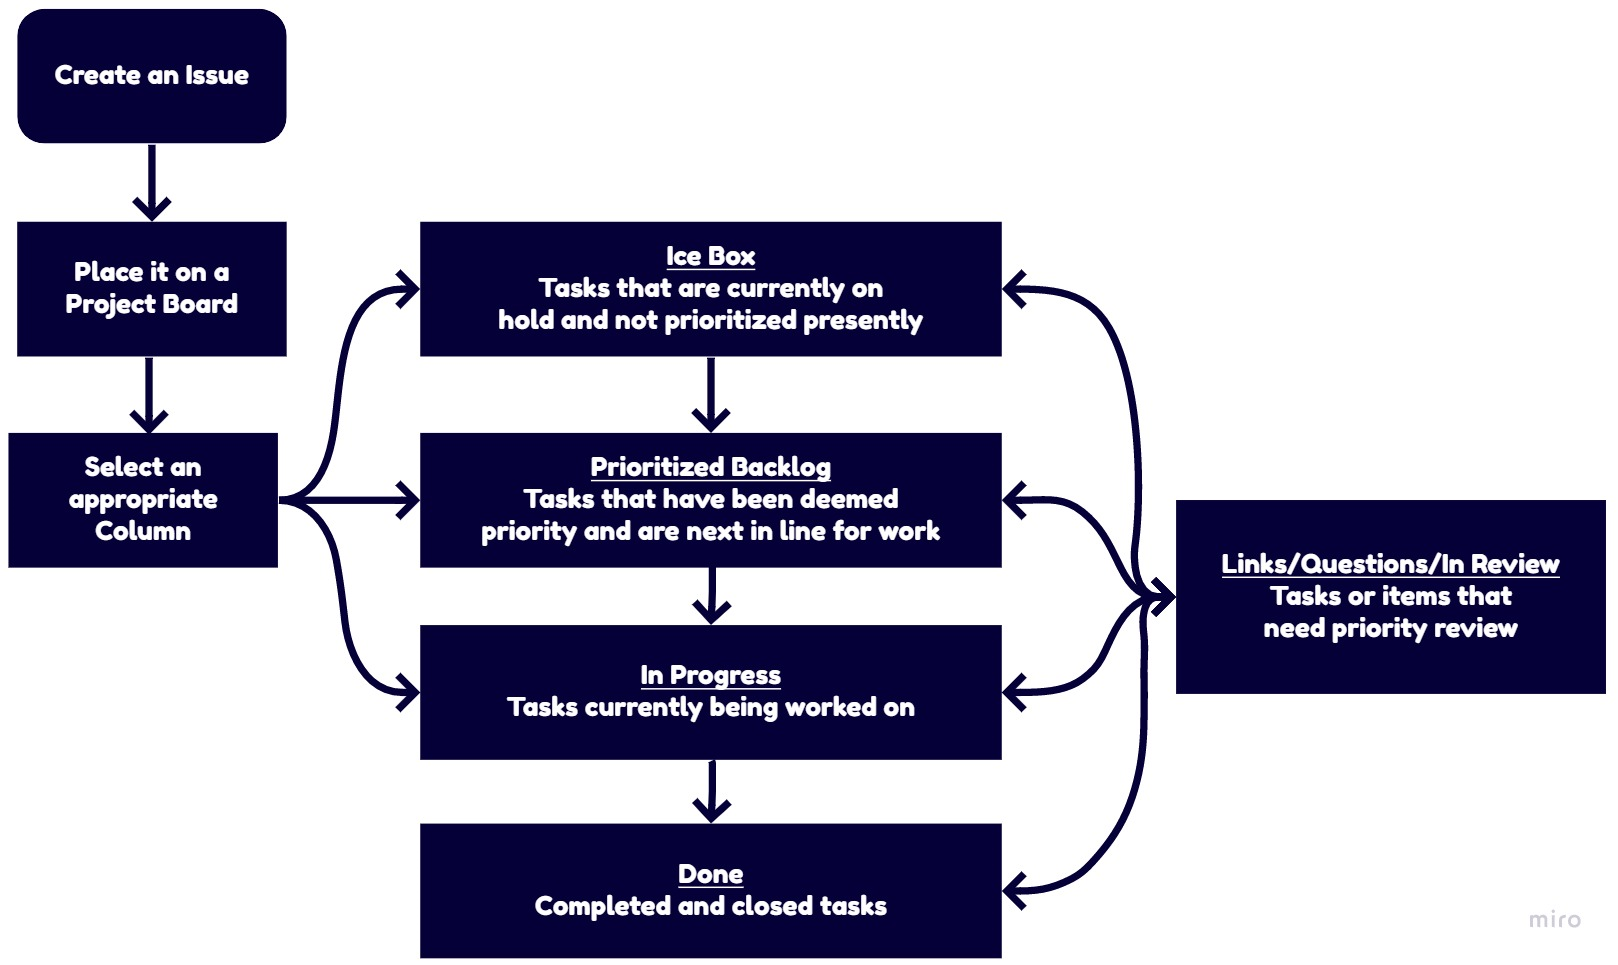 Create an Issue
Place it on a
Project Board
Select an
appropriate
Column
Ice Box
Tasks that are currently on
hold and not prioritized presently
Prioritized Backlog
Tasks that have been deemed
priority and are next in line for work
In Progress
Tasks currently being worked on
Done
Completed and closed tasks
Links/Questions/In Review
Tasks or items that
need priority review
miro